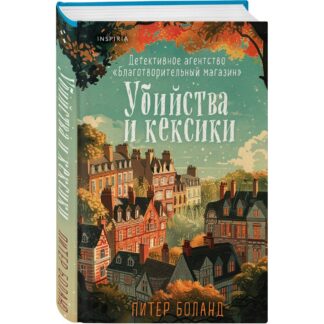 INSPIRIA
Детективное агентство
«Благотворительный магазин»
Убийства
и кексики
ПИТЕР БОЛАНД
Убийства и кексики
ПИТЕР БОЛАНД